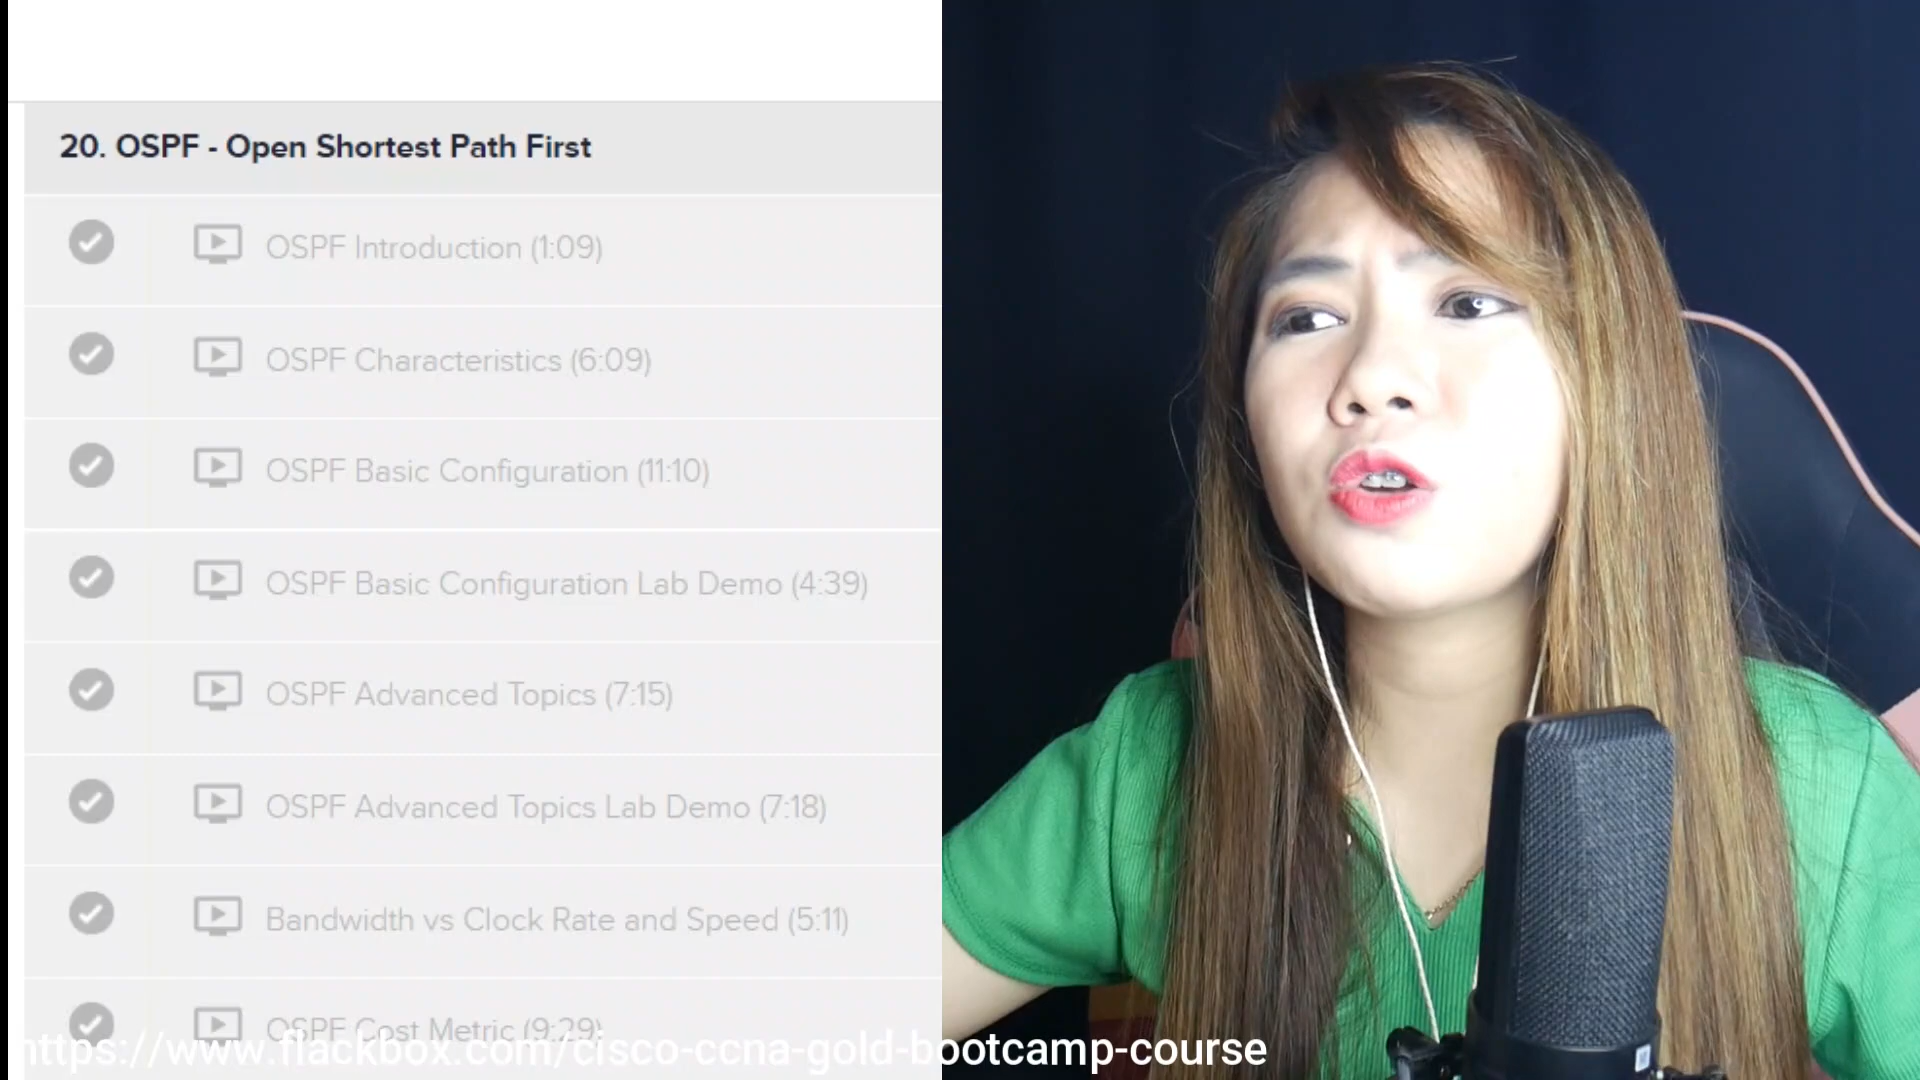 20. OSPF - Open Shortest Path First
OSPF Introduction (1:09)
OSPF Characteristics (6:09)
OSPF Basic Configuration (11:10)
OSPF Basic Configuration Lab Demo (4:39)
OSPF Advanced Topics (7:15)
OSPF Advanced Topics Lab Demo (7:18)
Bandwidth vs Clock Rate and Speed (5:11)
OSPF Cost Metric (9:29)
https://www.flackbox.com/cisco-ccna-gold-bootcamp-course